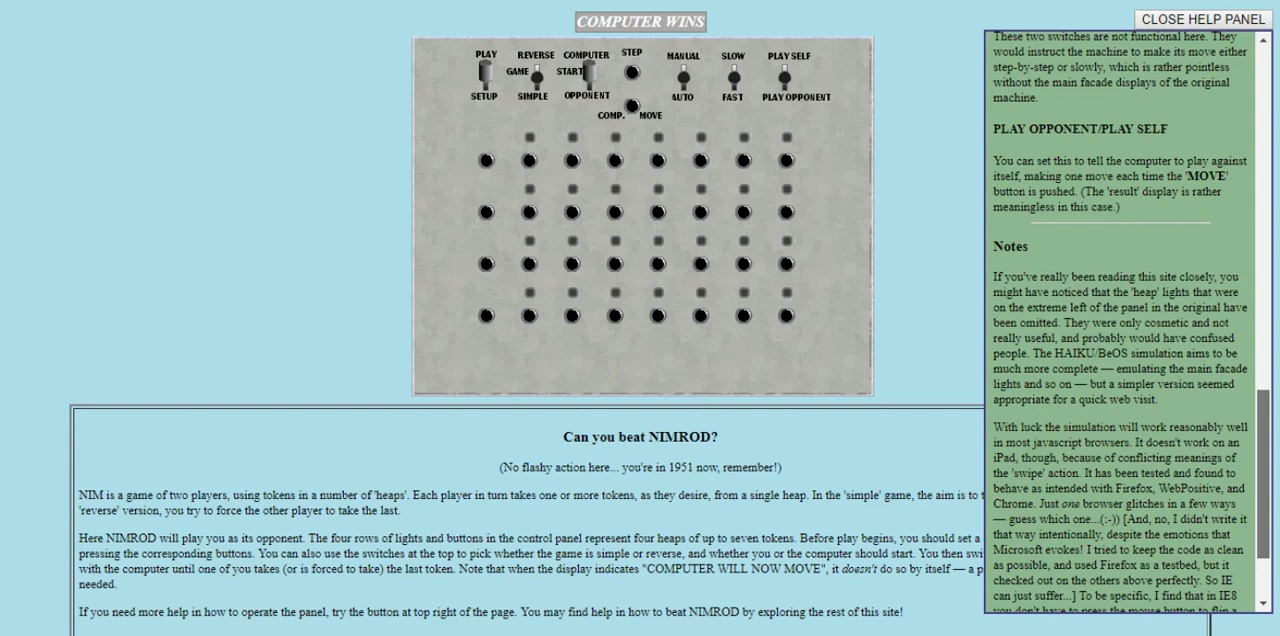 COMPUTER WINS
CLOSE HELP PANEL
PLAY REVERSE COMPUTER STEP MANUAL SLOW PLAY SELF
GAME START
SETUP SIMPLE OPPONENT AUTO FAST PLAY OPPONENT
COMP. MOVE
Can you beat NIMROD?
(No flashy action here... you're in 1951 now, remember!)
NIM is a game of two players, using tokens in a number of 'heaps'. Each player in turn takes one or more tokens, as they desire, from a single heap. In the 'simple' game, the aim is to
'reverse' version, you try to force the other player to take the last.
Here NIMROD will play you as its opponent. The four rows of lights and buttons in the control panel represent four heaps of up to seven tokens. Before play begins, you should set a
pressing the corresponding buttons. You can also use the switches at the top to pick whether the game is simple or reverse, and whether you or the computer should start. You then
with the computer until one of you takes (or is forced to take) the last token. Note that when the display indicates "COMPUTER WILL NOW MOVE", it doesn't do so by itself — a
needed.
If you need more help in how to operate the panel, try the button at top right of the page. You may find help in how to beat NIMROD by exploring the rest of this site!
These two switches are not functional here. They
would instruct the machine to make its move either
step-by-step or slowly, which is rather pointless
without the main facade displays of the original
machine.
PLAY OPPONENT/PLAY SELF
You can set this to tell the computer to play against
itself, making one move each time the 'MOVE'
button is pushed. (The 'result' display is rather
meaningless in this case.)
Notes
If you've really been reading this site closely, you
might have noticed that the 'heap' lights that were
on the extreme left of the panel in the original have
been omitted. They were only cosmetic and not
really useful, and probably would have confused
people. The HAIKU/BeOS simulation aims to be
much more complete — emulating the main facade
lights and so on — but a simpler version seemed
appropriate for a quick web visit.
With luck the simulation will work reasonably well
in most javascript browsers. It doesn't work on an
iPad, though, because of conflicting meanings of
the 'swipe' action. It has been tested and found to
behave as intended with Firefox, WebPositive, and
Chrome. Just one browser glitches in a few ways
— guess which one...(:-)) [And, no, I didn't write it
that way intentionally, despite the emotions that
Microsoft evokes! I tried to keep the code as clean
as possible, and used Firefox as a testbed, but it
checked out on the others above perfectly. So IE
can just suffer...] To be specific, I find that in IE8
you don't have to press the mouse button to flip a